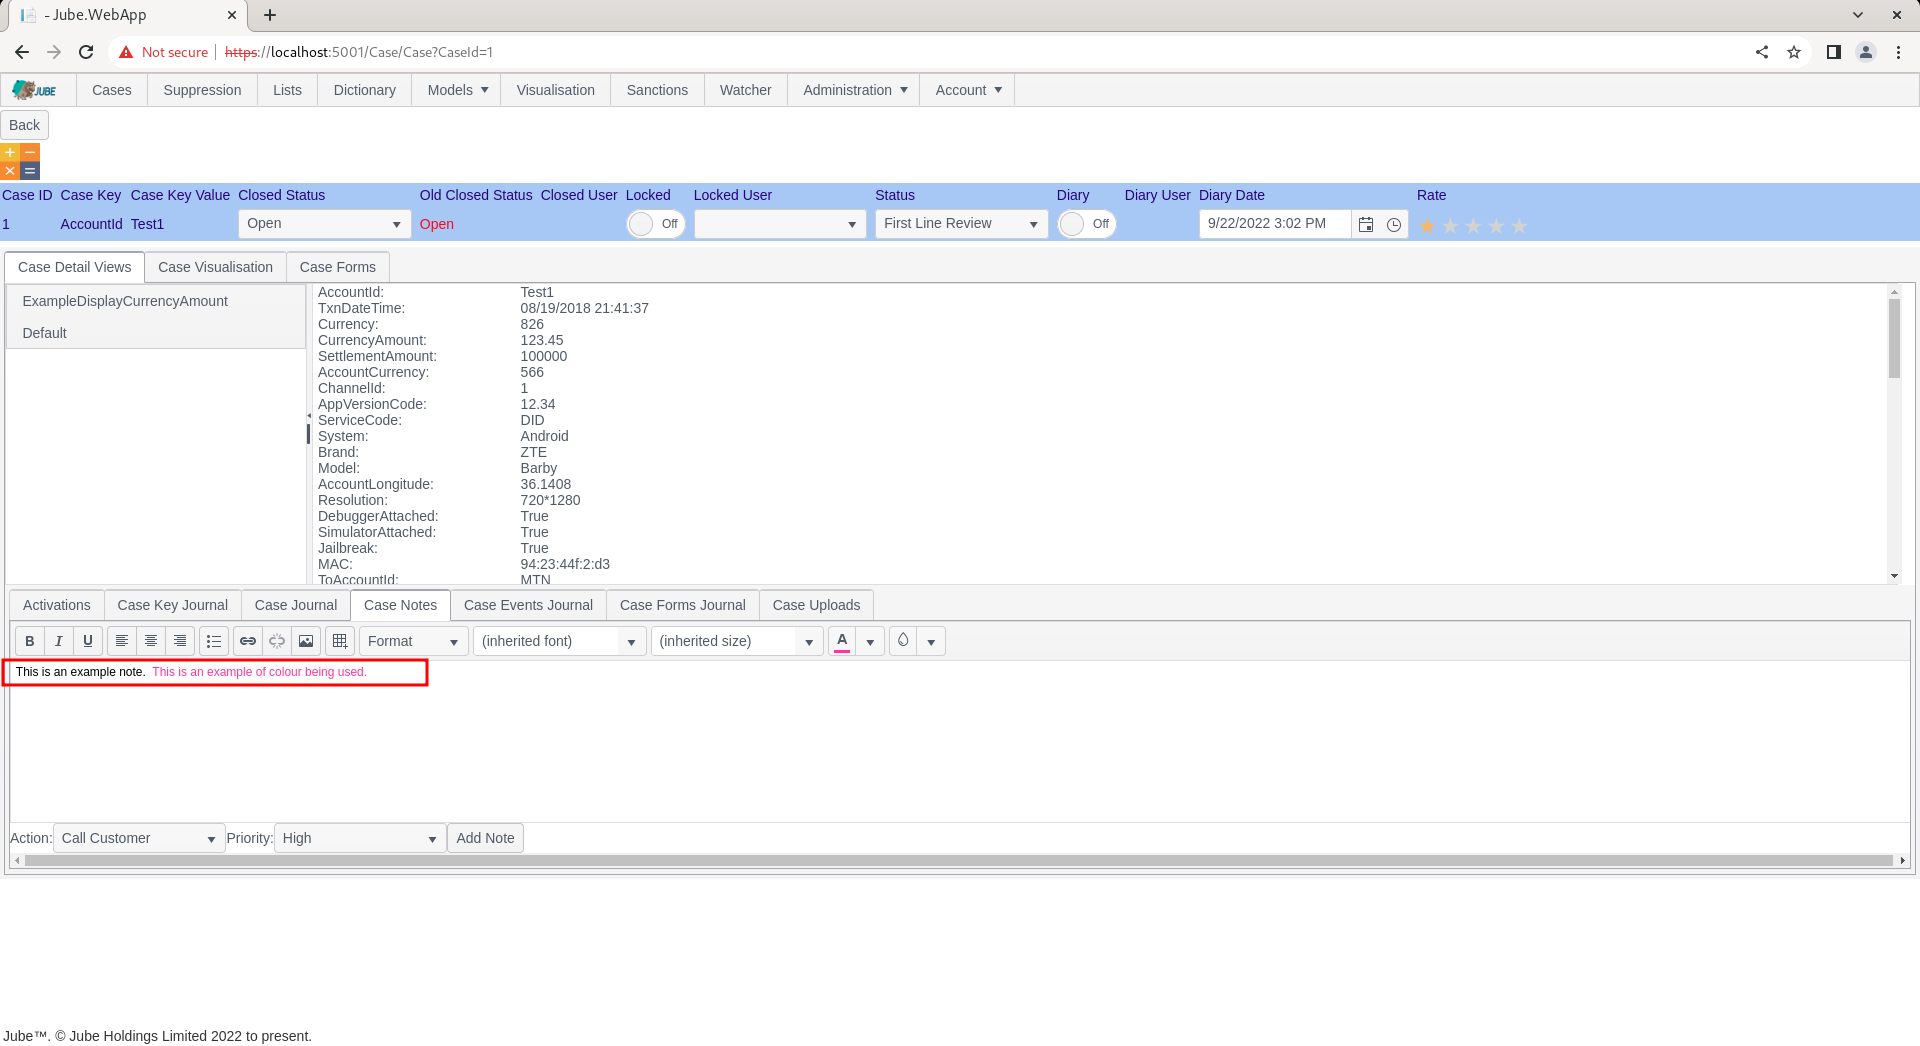 - Jube.WebApp
Not secure https://localhost:5001/Case/Case?CaseId=1
JUBE Cases Suppression Lists Dictionary Models Visualisation Sanctions Watcher Administration Account
Back
Case ID Case Key Case Key Value Closed Status Old Closed Status Closed User Locked Locked User Status Diary Diary User Diary Date Rate
1 AccountId Test1 Open Open Off First Line Review Off 9/22/2022 3:02 PM
Case Detail Views Case Visualisation Case Forms
ExampleDisplayCurrencyAmount
Default
AccountId: Test1
TxnDateTime: 08/19/2018 21:41:37
Currency: 826
CurrencyAmount: 123.45
SettlementAmount: 100000
AccountCurrency: 566
ChannelId: 1
AppVersionCode: 12.34
ServiceCode: DID
System: Android
Brand: ZTE
Model: Barby
AccountLongitude: 36.1408
Resolution: 720*1280
DebuggerAttached: True
SimulatorAttached: True
Jailbreak: True
MAC: 94:23:44f:2:d3
ToAccountId: MTN
Activations Case Key Journal Case Journal Case Notes Case Events Journal Case Forms Journal Case Uploads
B I U Format (inherited font) (inherited size) A
This is an example note. This is an example of colour being used.
Action: Call Customer Priority: High Add Note
Jube™. © Jube Holdings Limited 2022 to present.